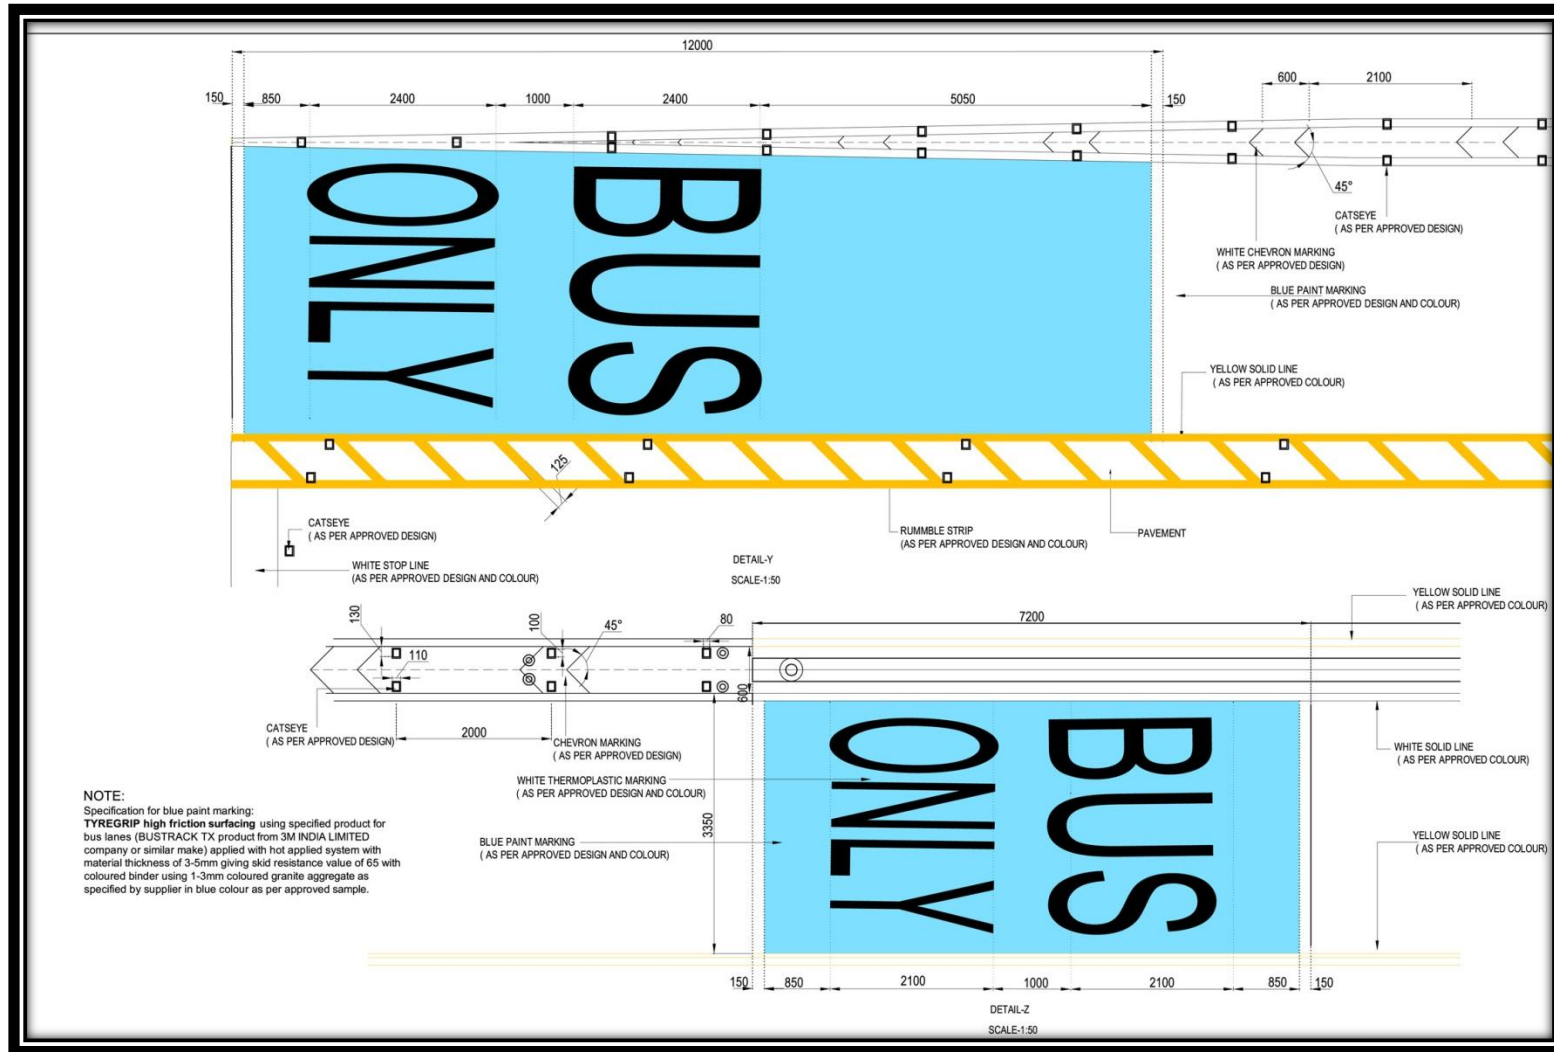 12000
150
850
2400
1000
2400
5050
150
600
2100
45°
CATSEYE
( AS PER APPROVED DESIGN)
WHITE CHEVRON MARKING
( AS PER APPROVED DESIGN)
BLUE PAINT MARKING
( AS PER APPROVED DESIGN AND COLOUR)
ONLY
BUS
YELLOW SOLID LINE
( AS PER APPROVED COLOUR)
125
CATSEYE
( AS PER APPROVED DESIGN)
WHITE STOP LINE
(AS PER APPROVED DESIGN AND COLOUR)
RUMMBLE STRIP
(AS PER APPROVED DESIGN AND COLOUR)
PAVEMENT
DETAIL-Y
SCALE-1:50
YELLOW SOLID LINE
( AS PER APPROVED COLOUR)
130
110
100
45°
80
7200
600
CATSEYE
( AS PER APPROVED DESIGN)
2000
CHEVRON MARKING
( AS PER APPROVED DESIGN)
WHITE THERMOPLASTIC MARKING
( AS PER APPROVED DESIGN AND COLOUR)
ONLY
BUS
WHITE SOLID LINE
( AS PER APPROVED COLOUR)
3350
BLUE PAINT MARKING
( AS PER APPROVED DESIGN AND COLOUR)
YELLOW SOLID LINE
( AS PER APPROVED COLOUR)
NOTE:
Specification for blue paint marking:
TYREGRIP high friction surfacing using specified product for
bus lanes (BUSTRACK TX product from 3M INDIA LIMITED
company or similar make) applied with hot applied system with
material thickness of 3-5mm giving skid resistance value of 65 with
coloured binder using 1-3mm coloured granite aggregate as
specified by supplier in blue colour as per approved sample.
150
850
2100
1000
2100
850
150
DETAIL-Z
SCALE-1:50